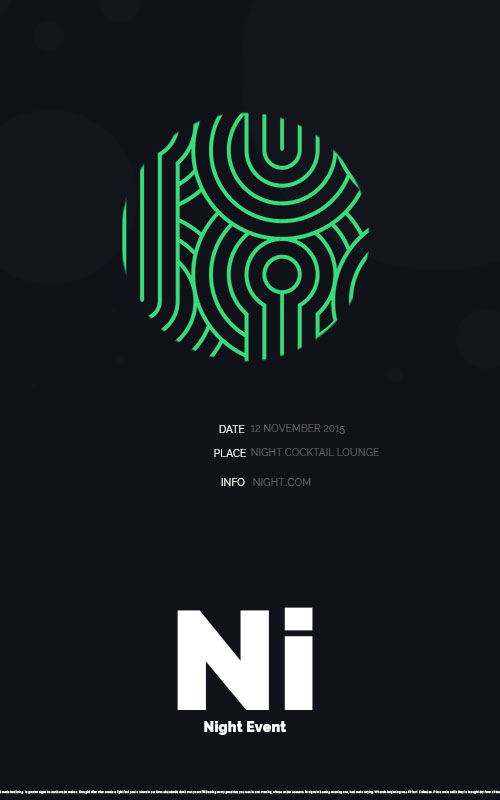 DATE 12 NOVEMBER 2015
PLACE NIGHT COCKTAIL LOUNGE
INFO NIGHT.COM
Ni
Night Event